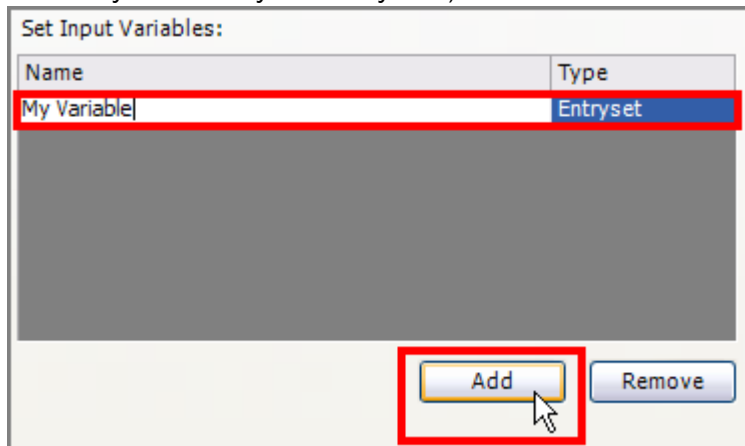 Set Input Variables:
Name Type
My Variable Entryset
Add Remove